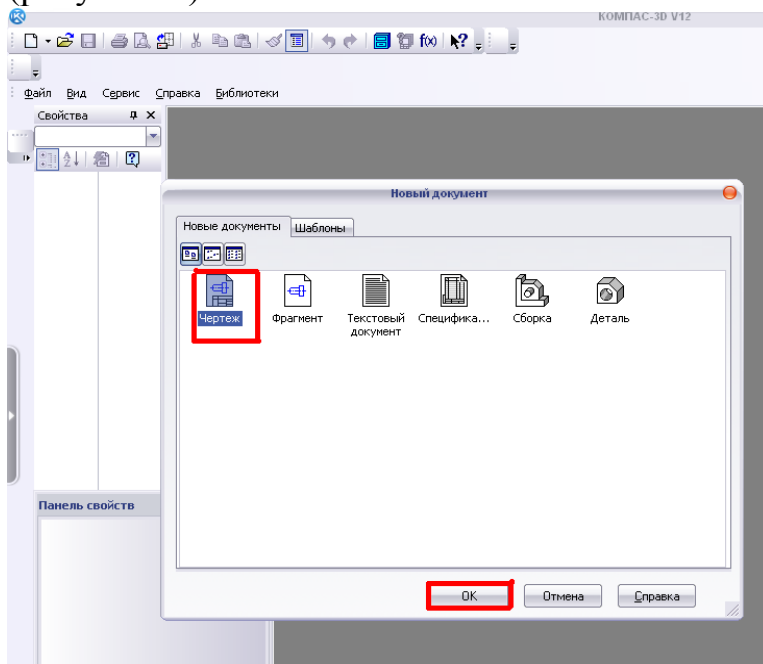 КОМПАС-3D V12
f(x)
Файл Вид Сервис Справка Библиотеки
Свойства
Новый документ
Новые документы Шаблоны
Чертеж Фрагмент Текстовый документ Специфика... Сборка Деталь
Панель свойств
OK Отмена Справка